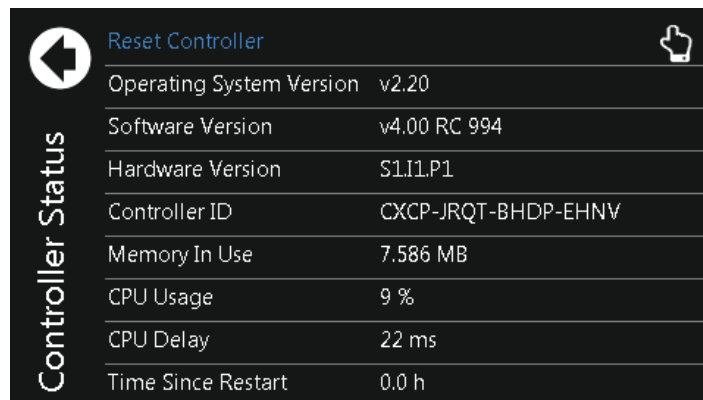 Controller Status
Reset Controller
Operating System Version v2.20
Software Version v4.00 RC 994
Hardware Version S1.I1.P1
Controller ID CXCP-JRQT-BHDP-EHNV
Memory In Use 7.586 MB
CPU Usage 9 %
CPU Delay 22 ms
Time Since Restart 0.0 h